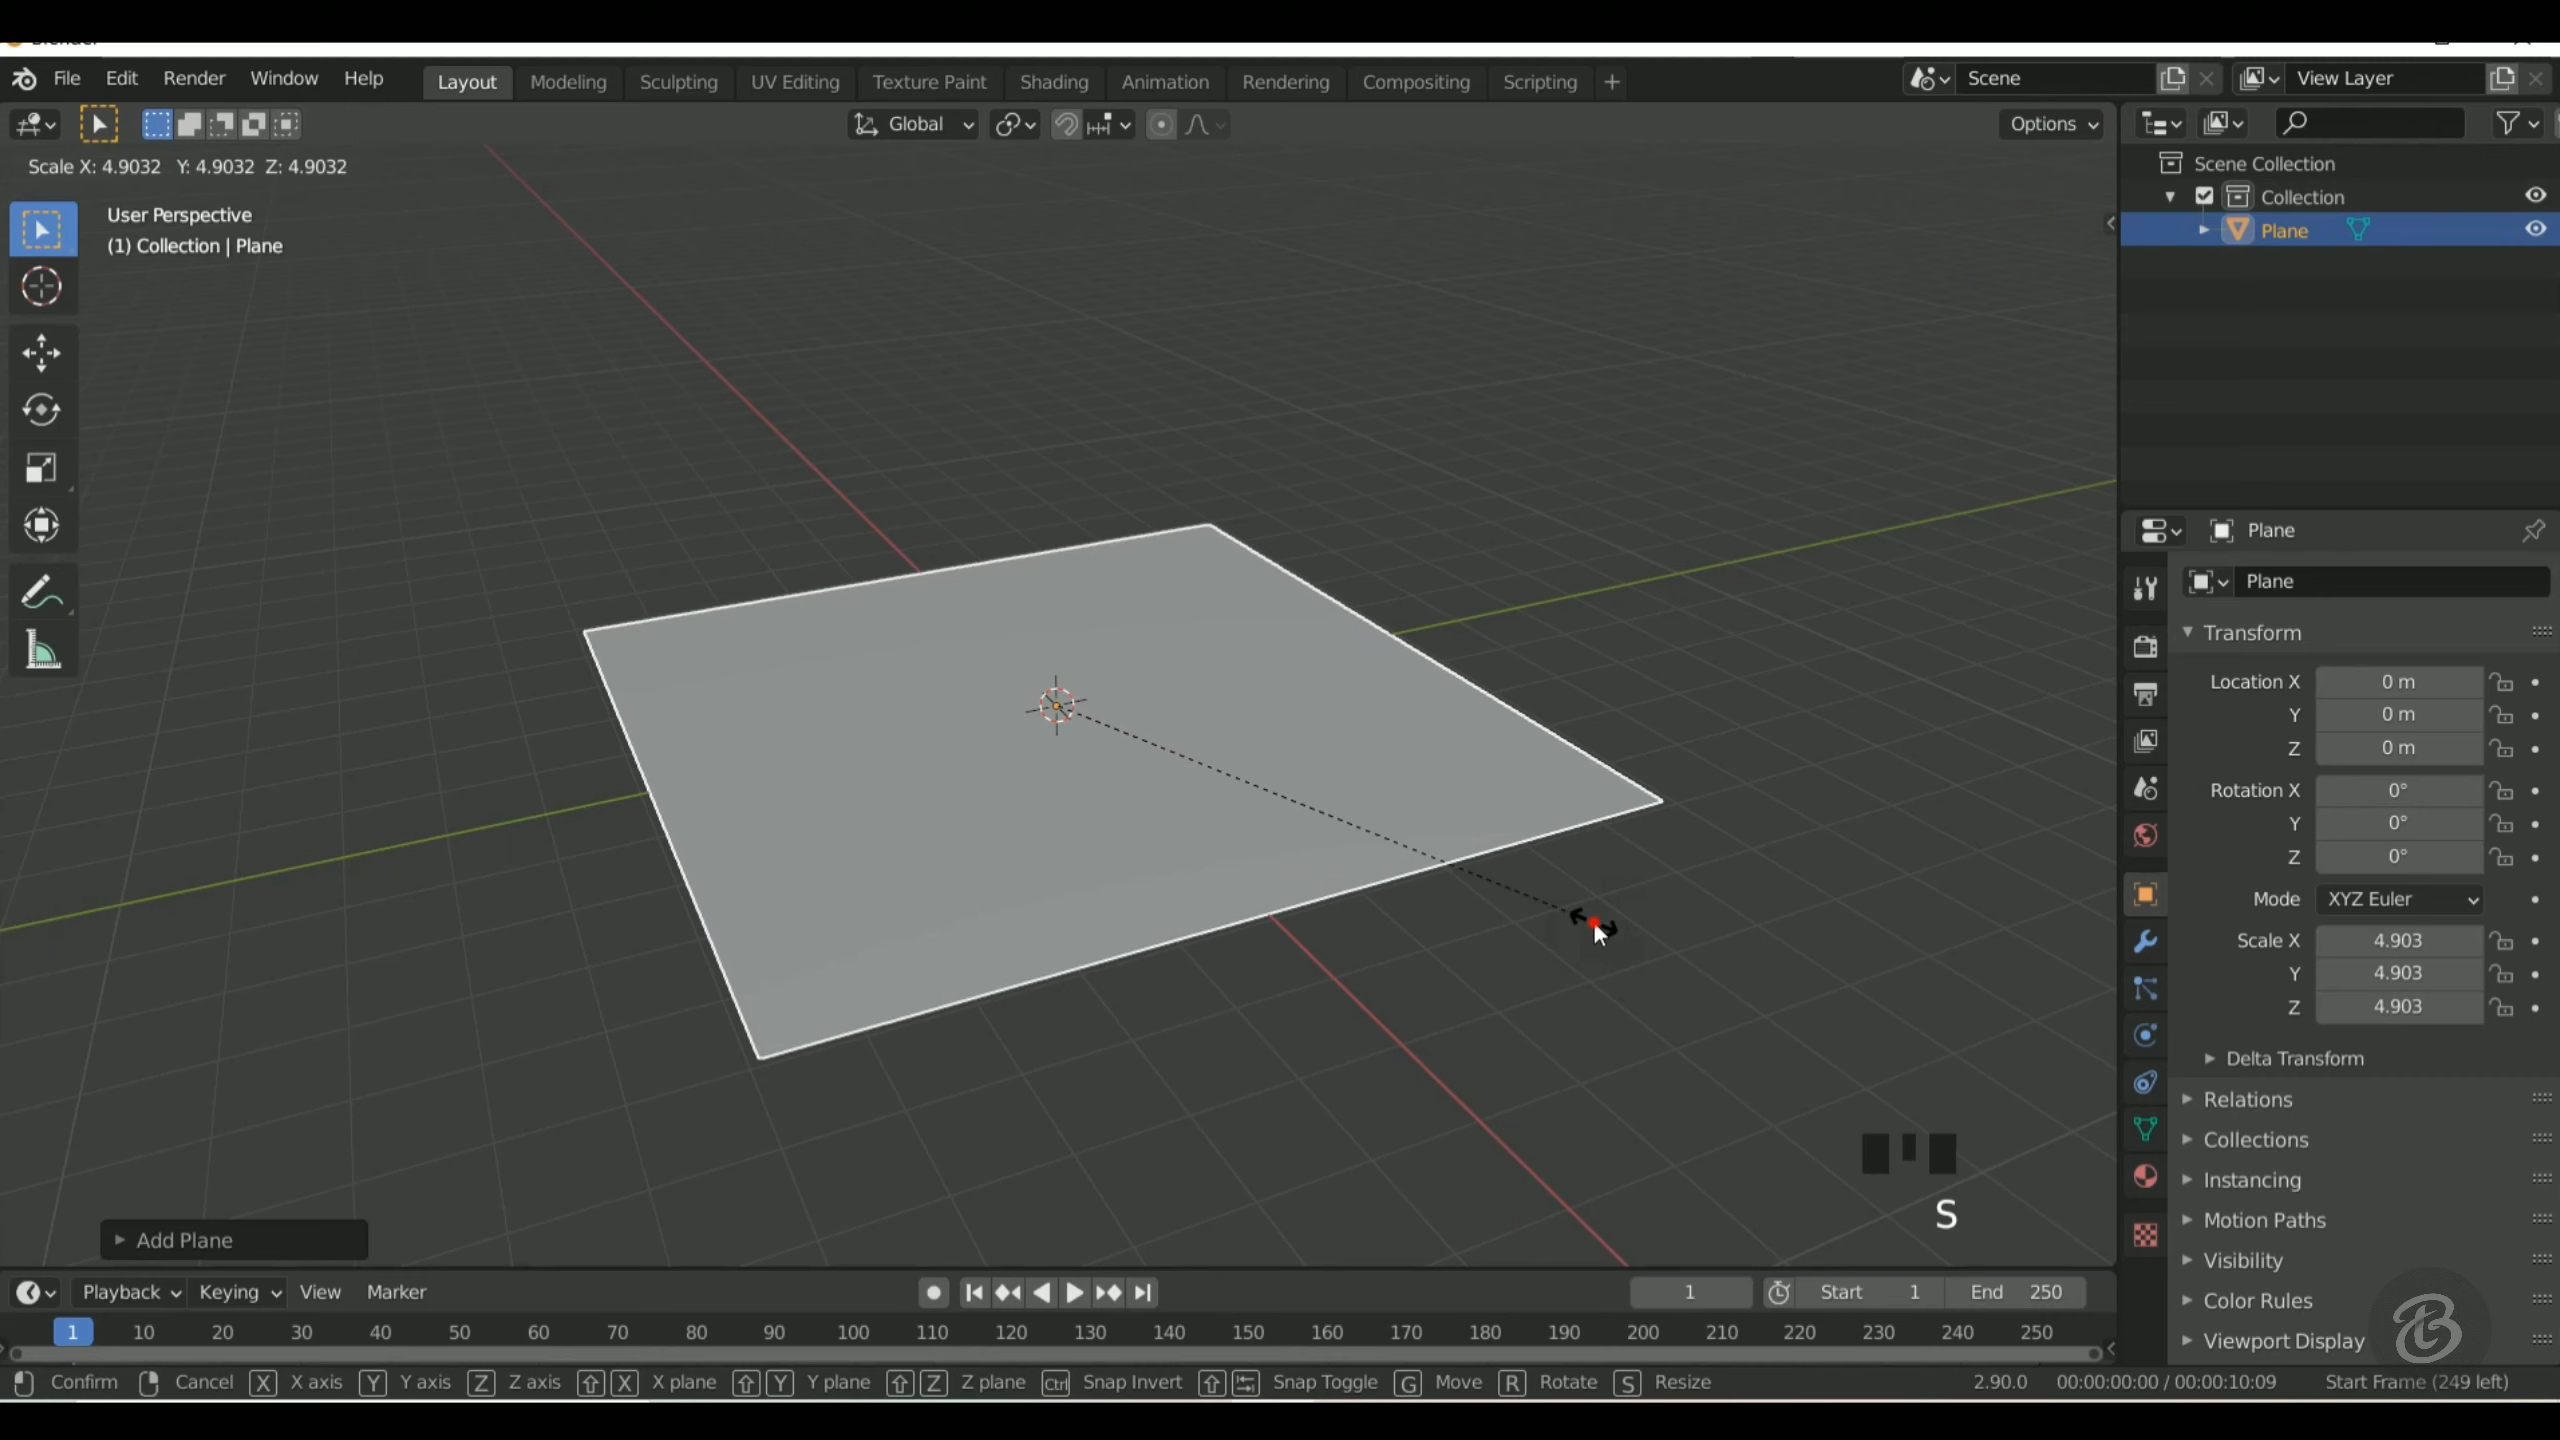 File Edit Render Window Help Layout Modeling Sculpting UV Editing Texture Paint Shading Animation Rendering Compositing Scripting + Scene View Layer
Global Options
Scale X: 4.9032 Y: 4.9032 Z: 4.9032
User Perspective
(1) Collection | Plane
Scene Collection
Collection
Plane
Plane
Plane
Transform
Location X 0 m
Y 0 m
Z 0 m
Rotation X 0°
Y 0°
Z 0°
Mode XYZ Euler
Scale X 4.903
Y 4.903
Z 4.903
Delta Transform
Relations
Collections
Instancing
Motion Paths
Visibility
Color Rules
Viewport Display
S
Add Plane
Playback Keying View Marker 1 Start 1 End 250
1 10 20 30 40 50 60 70 80 90 100 110 120 130 140 150 160 170 180 190 200 210 220 230 240 250
Confirm Cancel X X axis Y Y axis Z Z axis X X plane Y Y plane Z Z plane Ctrl Snap Invert Snap Toggle G Move R Rotate S Resize 2.90.0 00:00:00:00 / 00:00:10:09 Start Frame (249 left)